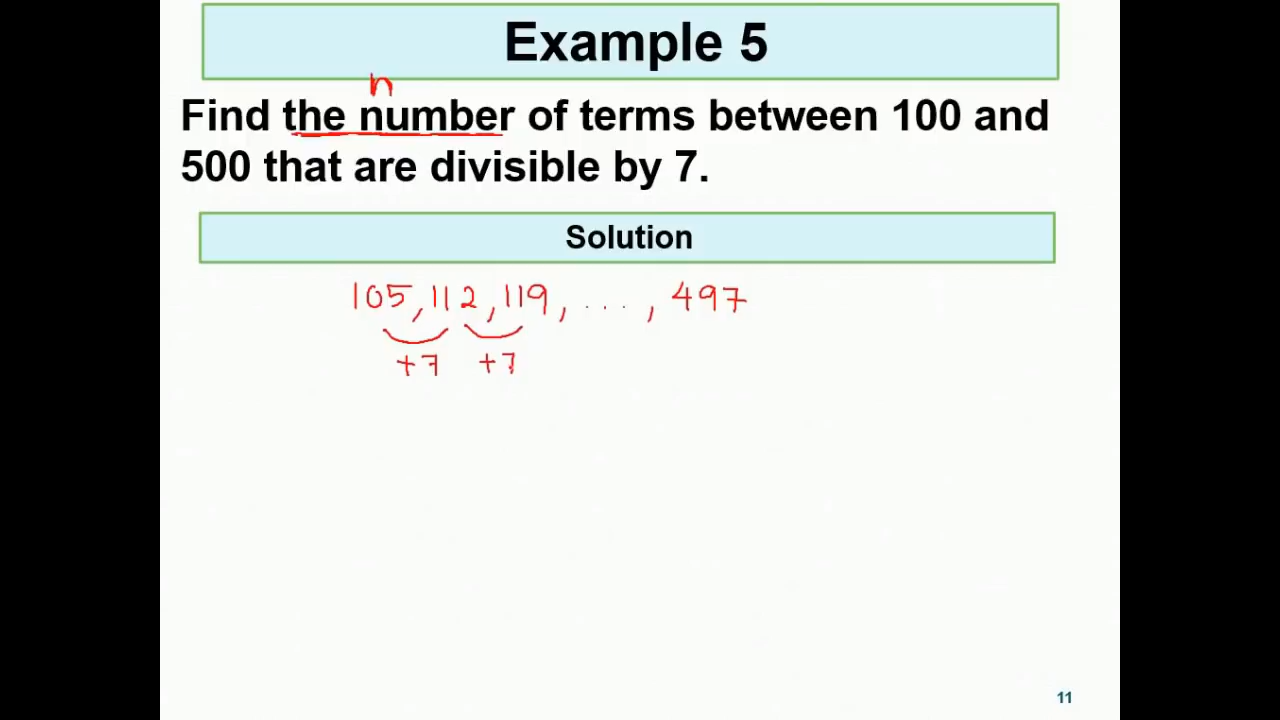 Example 5
n
Find the number of terms between 100 and
500 that are divisible by 7.
Solution
105, 112, 119, ..., 497
+7 +7
11